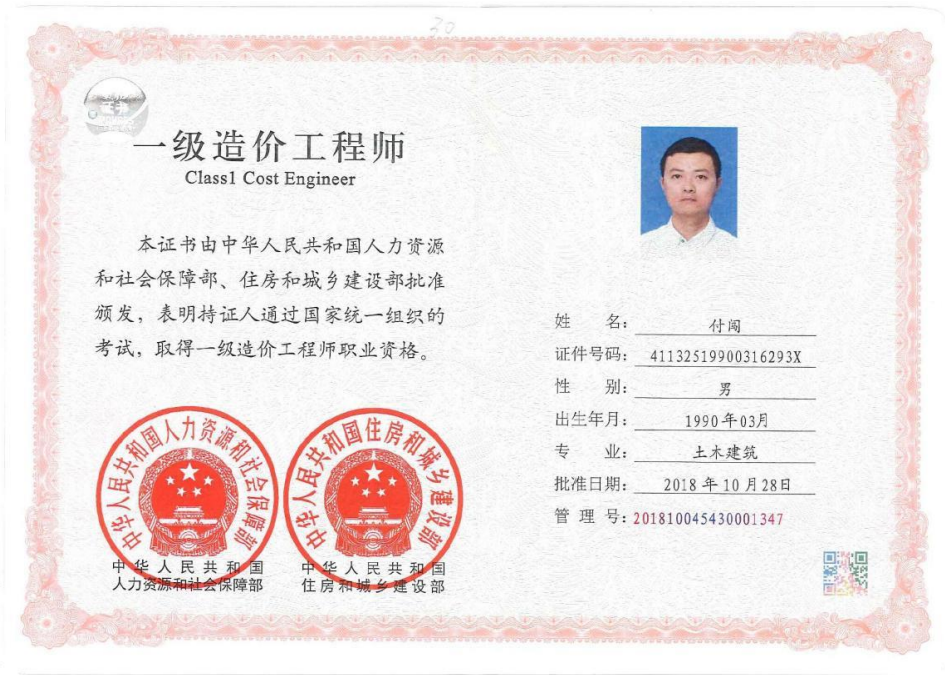 30
一级造价工程师
Class1 Cost Engineer
本证书由中华人民共和国人力资源
和社会保障部、住房和城乡建设部批准
颁发，表明持证人通过国家统一组织的
考试，取得一级造价工程师职业资格。
中华人民共和国人力资源和社会保障部
中华人民共和国
人力资源和社会保障部
中华人民共和国住房和城乡建设部
中华人民共和国
住房和城乡建设部
姓 名：付闯
证件号码：41132519900316293X
性 别：男
出生年月：1990年03月
专 业：土木建筑
批准日期：2018年10月28日
管 理 号：201810045430001347